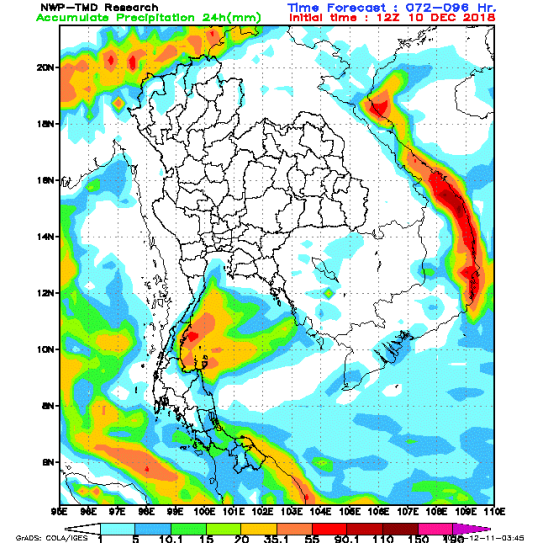 NWP−TMD Research
Time Forecast : 072−096 Hr.
Accumulate Precipitation 24h(mm)
Initial time : 12Z 10 DEC 2018
20N
18N
16N
14N
12N
10N
8N
6N
95E 96E 97E 98E 99E 100E 101E 102E 103E 104E 105E 106E 107E 108E 109E 110E
1 5 10.1 15 20 35.1 55 90.1 110 150 190
GrADS: COLA/IGES
-12-11-03:45